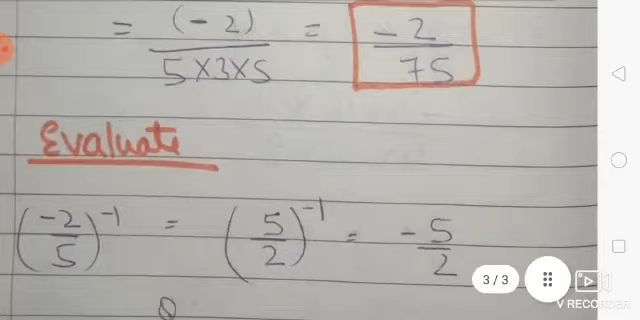 = (-2) / 5×3×5 = -2 / 75
Evaluate
(-2/5)^-1 = (5/2)^-1 = -5/2
3/3
V RECORDER